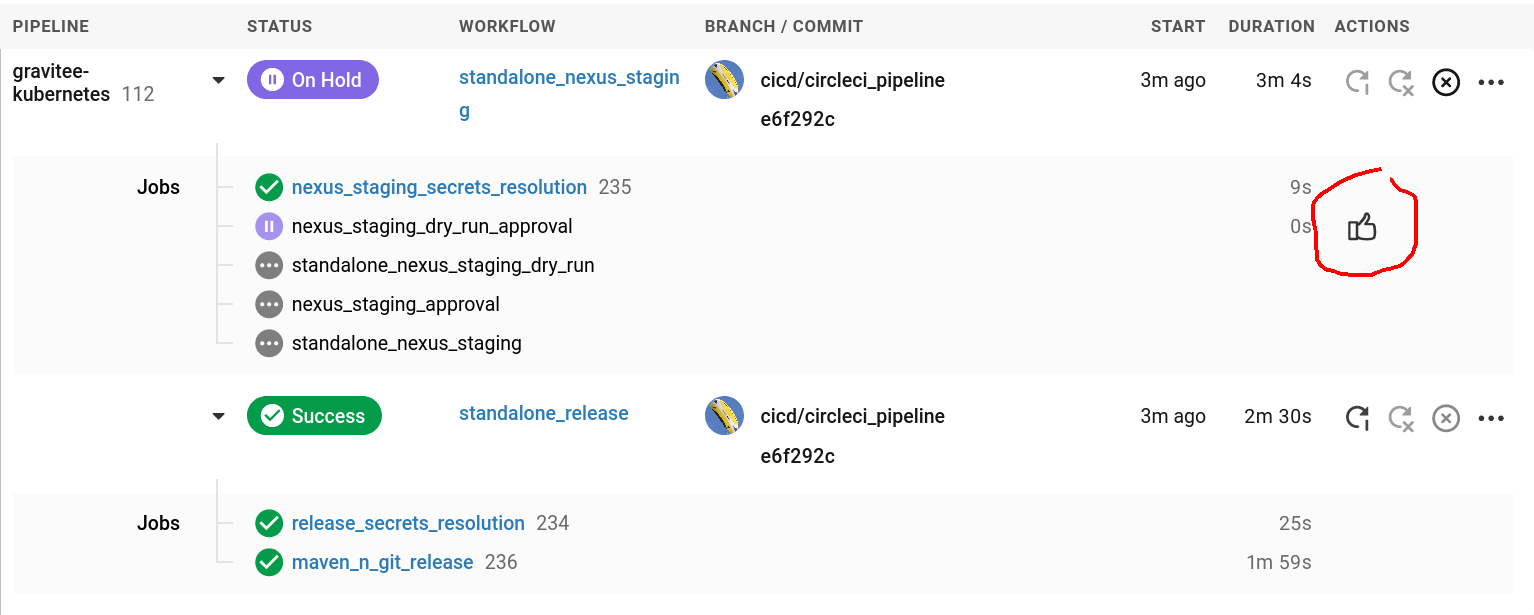 PIPELINE STATUS WORKFLOW BRANCH / COMMIT START DURATION ACTIONS
gravitee-
kubernetes 112
On Hold
standalone_nexus_stagin
g
cicd/circleci_pipeline
e6f292c
3m ago
3m 4s
Jobs
nexus_staging_secrets_resolution 235 9s
nexus_staging_dry_run_approval 0s
standalone_nexus_staging_dry_run
nexus_staging_approval
standalone_nexus_staging
Success
standalone_release
cicd/circleci_pipeline
e6f292c
3m ago
2m 30s
Jobs
release_secrets_resolution 234 25s
maven_n_git_release 236 1m 59s